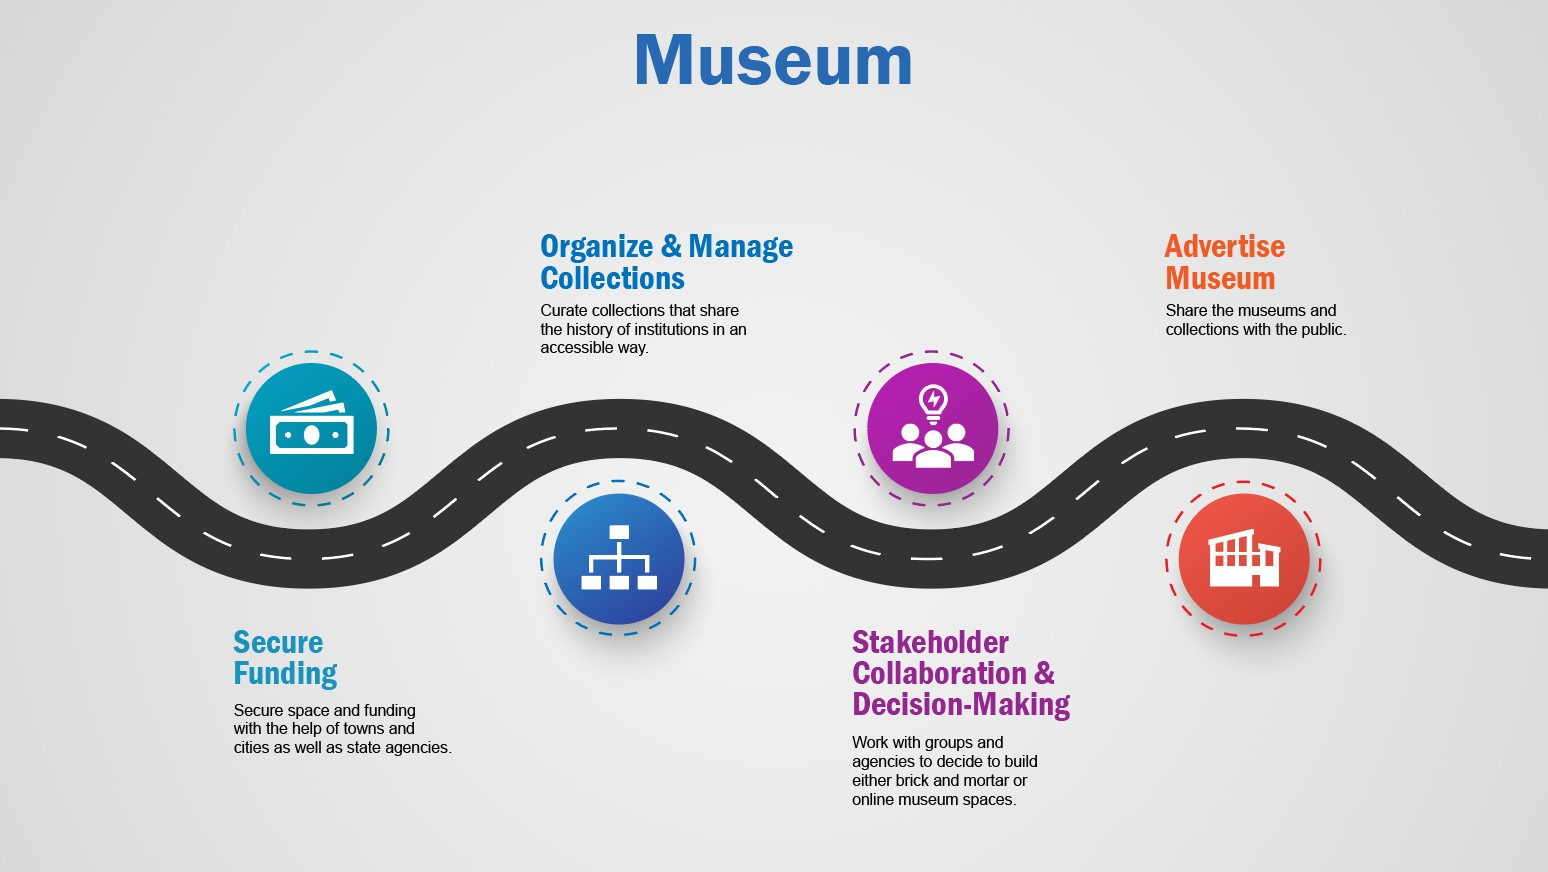 Museum
Secure
Funding
Secure space and funding
with the help of towns and
cities as well as state agencies.
Organize & Manage
Collections
Curate collections that share
the history of institutions in an
accessible way.
Stakeholder
Collaboration &
Decision-Making
Work with groups and
agencies to decide to build
either brick and mortar or
online museum spaces.
Advertise
Museum
Share the museums and
collections with the public.